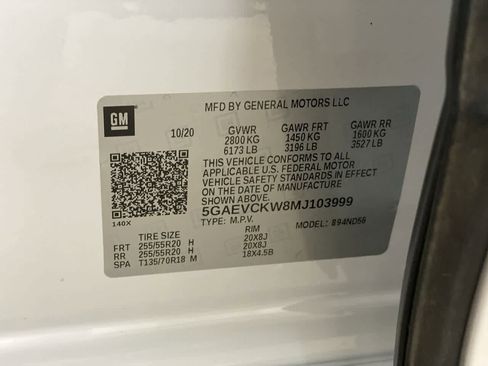 GM
MFD BY GENERAL MOTORS LLC
10/20 GVWR GAWR FRT GAWR RR
2800 KG 1450 KG 1600 KG
6173 LB 3196 LB 3527 LB
THIS VEHICLE CONFORMS TO ALL
APPLICABLE U.S. FEDERAL MOTOR
VEHICLE SAFETY STANDARDS IN EFFECT
ON THE DATE OF MANUFACTURE
SHOWN ABOVE.
140X
5GAEVCKW8MJ103999
TYPE: M.P.V. MODEL: 894ND56
TIRE SIZE RIM
FRT 255/55R20 H 20X8J
RR 255/55R20 H 20X8J
SPA T135/70R18 M 18X4.5B